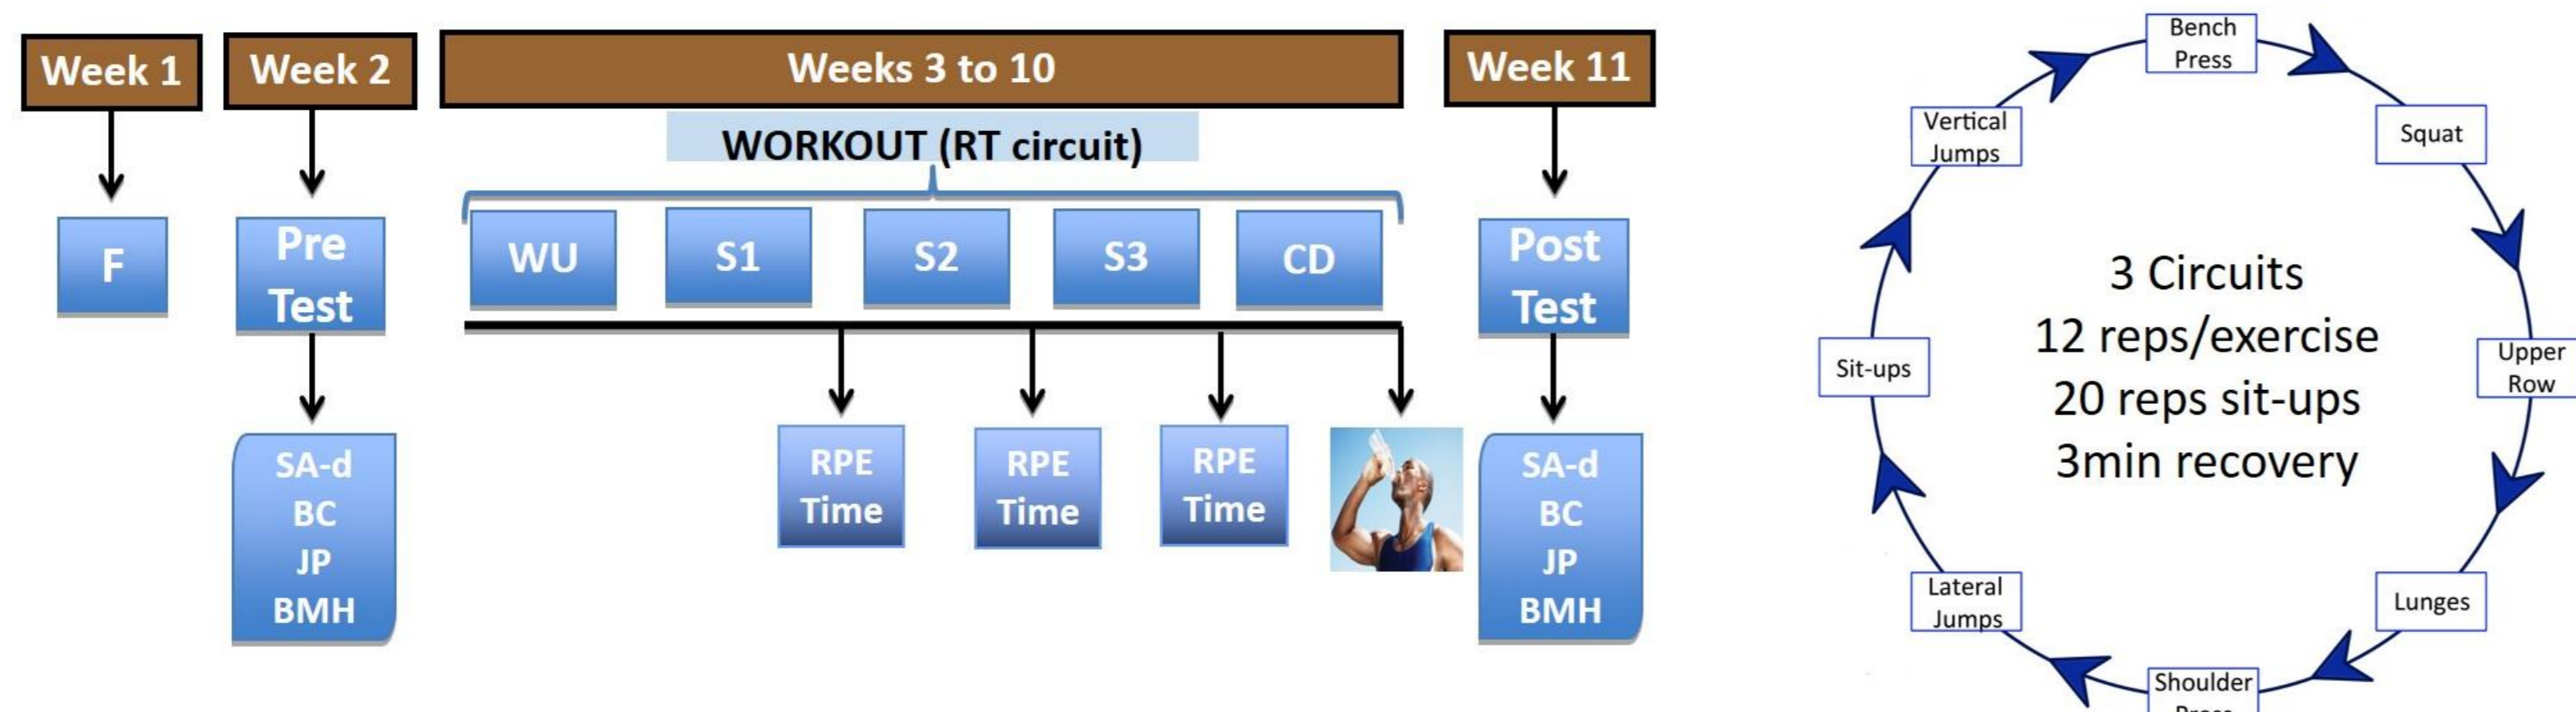 Week 1
Week 2
Weeks 3 to 10
Week 11
WORKOUT (RT circuit)
F
Pre
Test
WU
S1
S2
S3
CD
Post
Test
SA-d
BC
JP
BMH
RPE
Time
RPE
Time
RPE
Time
SA-d
BC
JP
BMH
Bench
Press
Squat
Upper
Row
Lunges
Shoulder
Press
Lateral
Jumps
Sit-ups
Vertical
Jumps
3 Circuits
12 reps/exercise
20 reps sit-ups
3min recovery